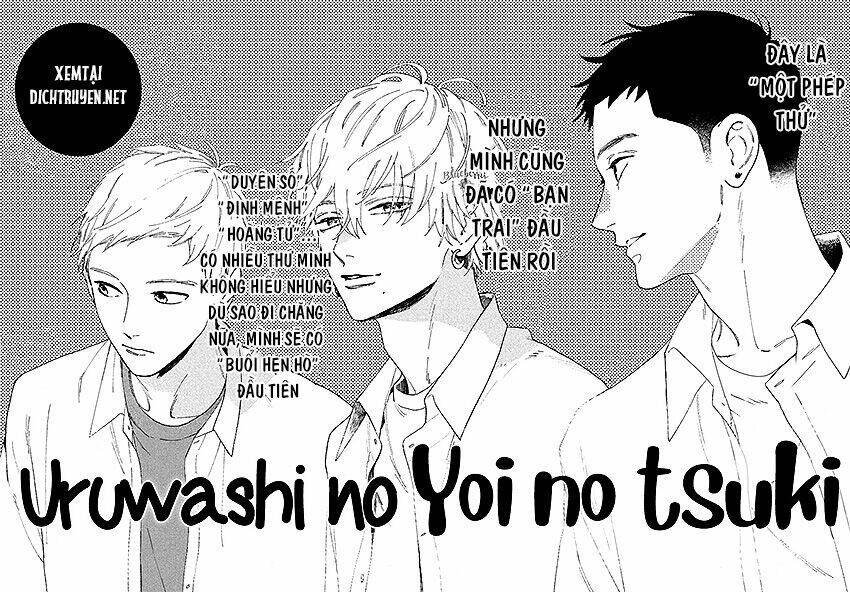 XEM TẠI
DICHTRUYEN.NET
ĐÂY LÀ
"MỘT PHÉP
THỬ"
NHƯNG
MÌNH CŨNG
ĐÃ CÓ "BẠN
TRAI" ĐẦU
TIÊN RỒI
Blueberrii
"DUYÊN SỐ",
"ĐỊNH MỆNH"
"HOÀNG TỬ"...
CÓ NHIỀU THỨ MÌNH
KHÔNG HIỂU NHƯNG
DÙ SAO ĐI CHĂNG
NỮA, MÌNH SẼ CÓ
"BUỔI HẸN HÒ"
ĐẦU TIÊN
Uruwashi no Yoi no tsuki